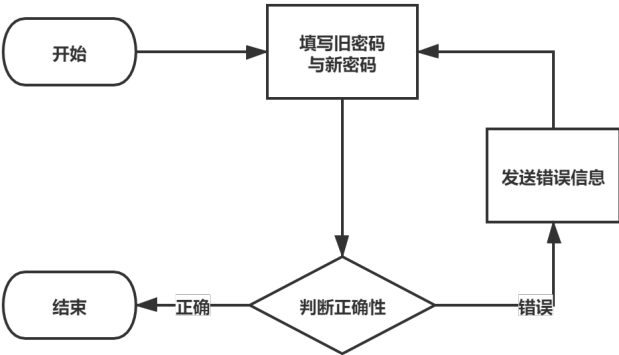 开始
填写旧密码
与新密码
发送错误信息
结束
正确
判断正确性
错误